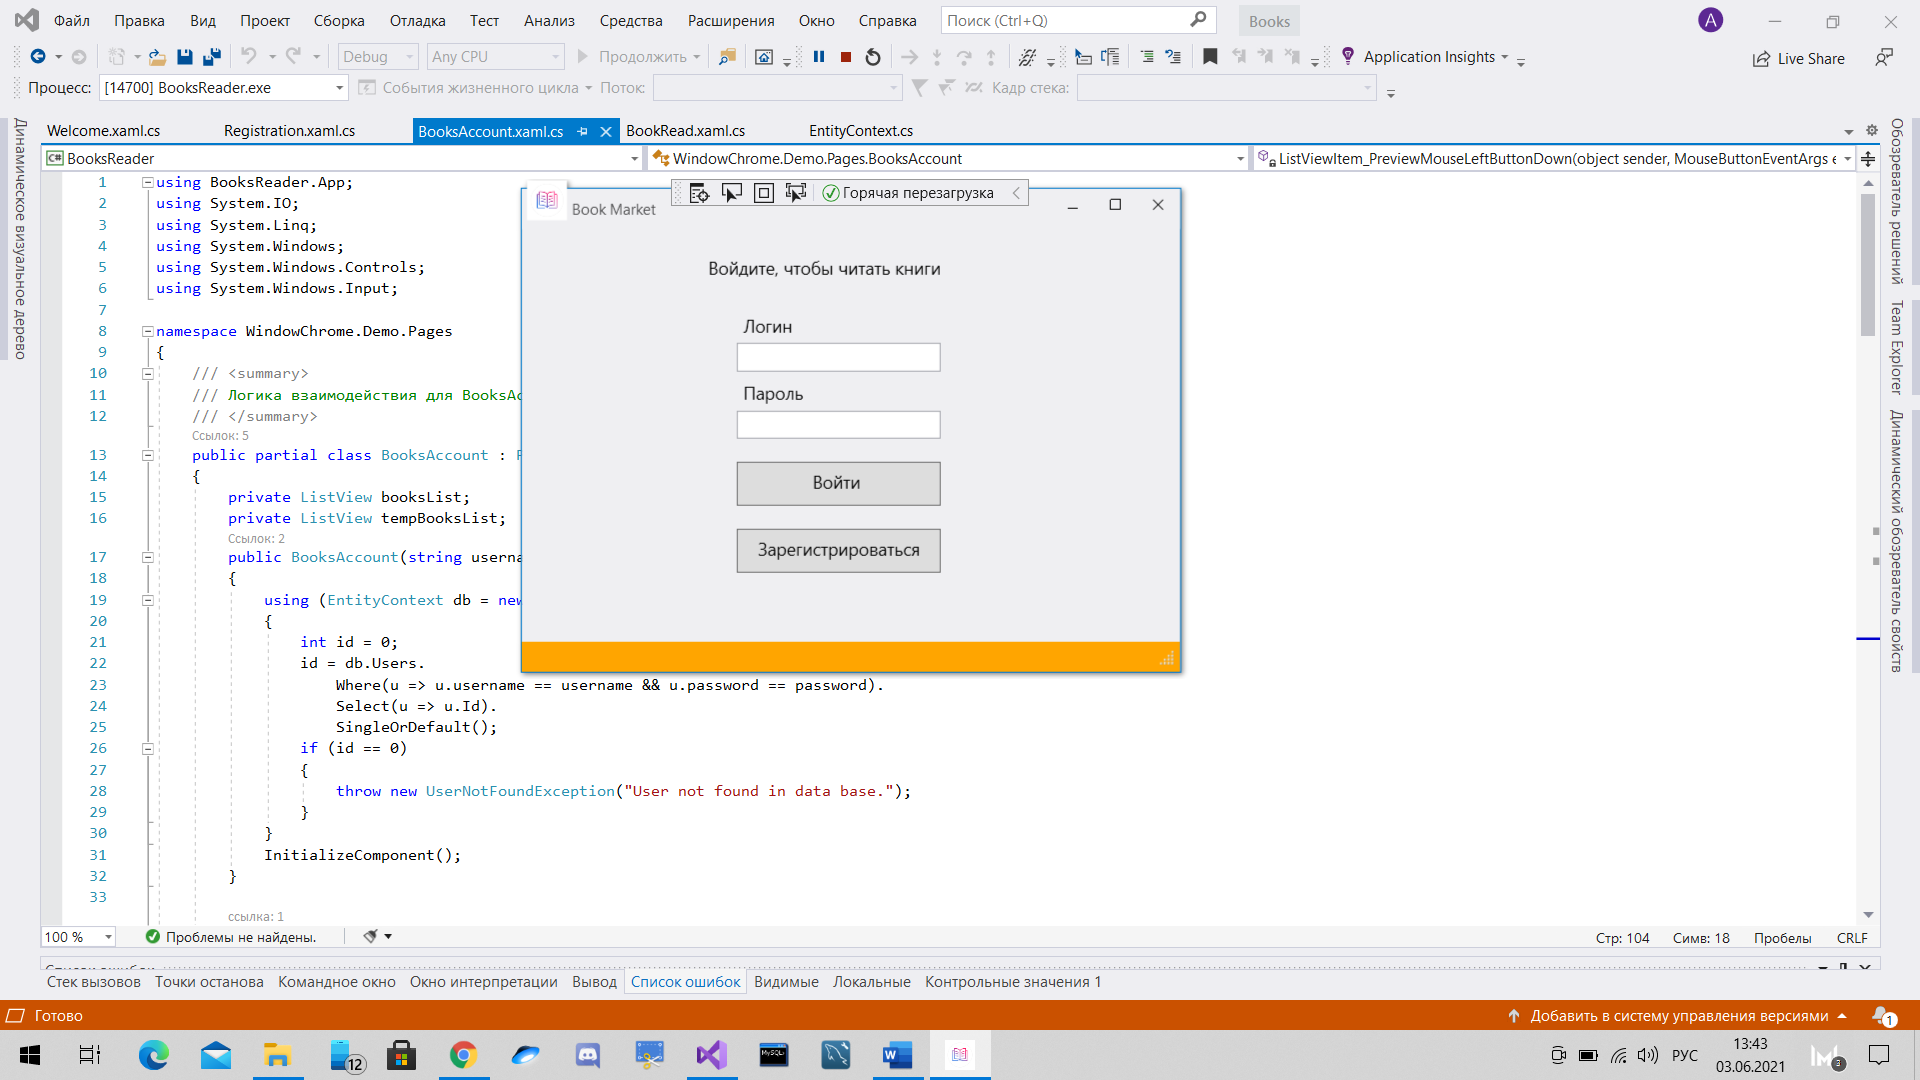 Файл Правка Вид Проект Сборка Отладка Тест Анализ Средства Расширения Окно Справка Поиск (Ctrl+Q) Books A
Debug Any CPU Продолжить Application Insights Live Share
Процесс: [14700] BooksReader.exe События жизненного цикла Поток: Кадр стека:
Welcome.xaml.cs Registration.xaml.cs BooksAccount.xaml.cs BookRead.xaml.cs EntityContext.cs
C# BooksReader WindowChrome.Demo.Pages.BooksAccount ListViewItem_PreviewMouseLeftButtonDown(object sender, MouseButtonEventArgs e
Динамическое визуальное дерево
Обозреватель решений
Team Explorer
Динамический обозреватель свойств
1 using BooksReader.App;
2 using System.IO;
3 using System.Linq;
4 using System.Windows;
5 using System.Windows.Controls;
6 using System.Windows.Input;
7
8 namespace WindowChrome.Demo.Pages
9 {
10 /// <summary>
11 /// Логика взаимодействия для BooksAc
12 /// </summary>
Ссылок: 5
13 public partial class BooksAccount :
14 {
15 private ListView booksList;
16 private ListView tempBooksList;
Ссылок: 2
17 public BooksAccount(string userna
18 {
19 using (EntityContext db = new
20 {
21 int id = 0;
22 id = db.Users.
23 Where(u => u.username == username && u.password == password).
24 Select(u => u.Id).
25 SingleOrDefault();
26 if (id == 0)
27 {
28 throw new UserNotFoundException("User not found in data base.");
29 }
30 }
31 InitializeComponent();
32 }
33
ссылка: 1
Горячая перезагрузка
Book Market
Войдите, чтобы читать книги
Логин
Пароль
Войти
Зарегистрироваться
100 % Проблемы не найдены. Стр: 104 Симв: 18 Пробелы CRLF
Список ошибок
Стек вызовов Точки останова Командное окно Окно интерпретации Вывод Список ошибок Видимые Локальные Контрольные значения 1
Готово Добавить в систему управления версиями 1
12 MySQL W РУС 13:43
03.06.2021 3